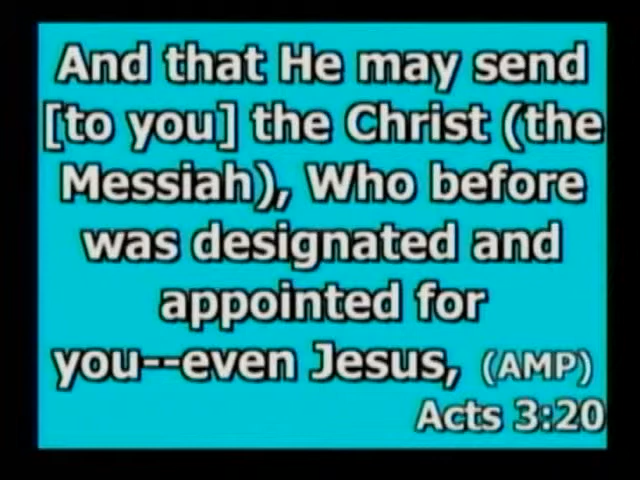 And that He may send
[to you] the Christ (the
Messiah), Who before
was designated and
appointed for
you--even Jesus, (AMP)
Acts 3:20